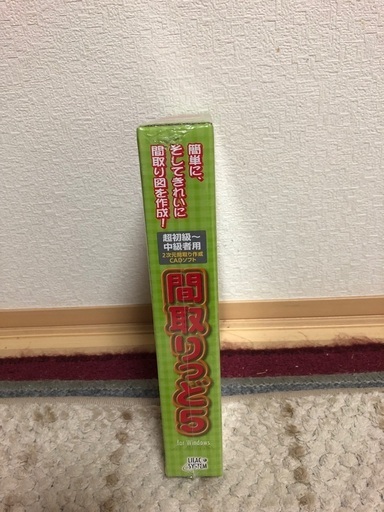 簡単に、
そしてきれいに
間取り図を作成!
超初級～
中級者用
2次元間取り作成
CADソフト
間取りっど5
for Windows
LILAC
SYSTEM